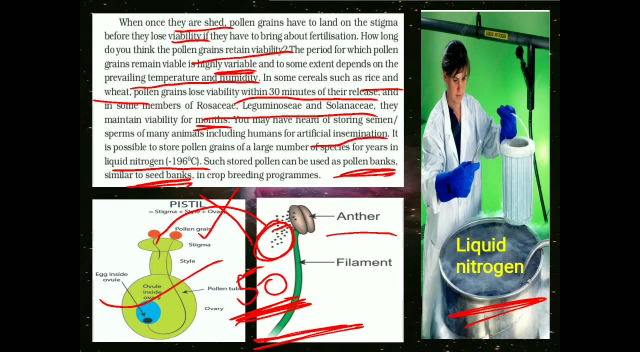 When once they are shed, pollen grains have to land on the stigma
before they lose viability if they have to bring about fertilisation. How long
do you think the pollen grains retain viability? The period for which pollen
grains remain viable is highly variable and to some extent depends on the
prevailing temperature and humidity. In some cereals such as rice and
wheat, pollen grains lose viability within 30 minutes of their release, and
in some members of Rosaceae, Leguminoseae and Solanaceae, they
maintain viability for months. You may have heard of storing semen/
sperms of many animals including humans for artificial insemination. It
is possible to store pollen grains of a large number of species for years in
liquid nitrogen (-196°C). Such stored pollen can be used as pollen banks,
similar to seed banks, in crop breeding programmes.
PISTIL
= Stigma + Style + Ovary
Pollen grain
Stigma
Style
Egg inside
ovule
Ovule
inside
ovary
Pollen tube
Ovary
Anther
Filament
50
Liquid
nitrogen